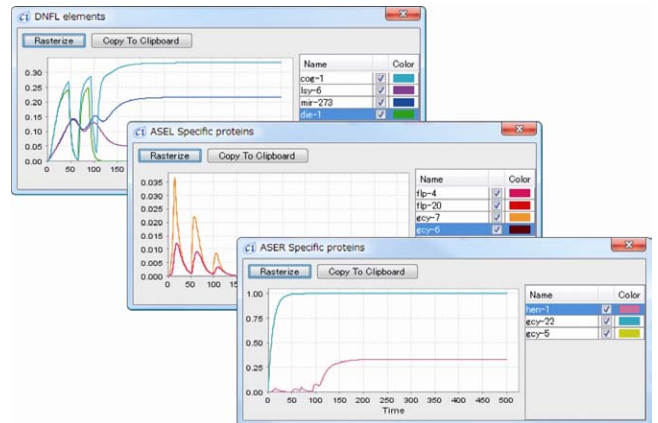 Ci DNFL elements
Rasterize Copy To Clipboard
Name Color
cog-1
lsy-6
mir-273
die-1
0.30
0.25
0.20
0.15
0.10
0.05
0.00
0 50 100 150
Ci ASEL Specific proteins
Rasterize Copy To Clipboard
Name Color
flp-4
flp-20
gcy-7
gcy-6
0.035
0.030
0.025
0.020
0.015
0.010
0.005
0.000
0 50 100 15
Ci ASER Specific proteins
Rasterize Copy To Clipboard
Name Color
hen-1
gcy-22
gcy-5
1.00
0.75
0.50
0.25
0.00
0 50 100 150 200 250 300 350 400 450 500
Time